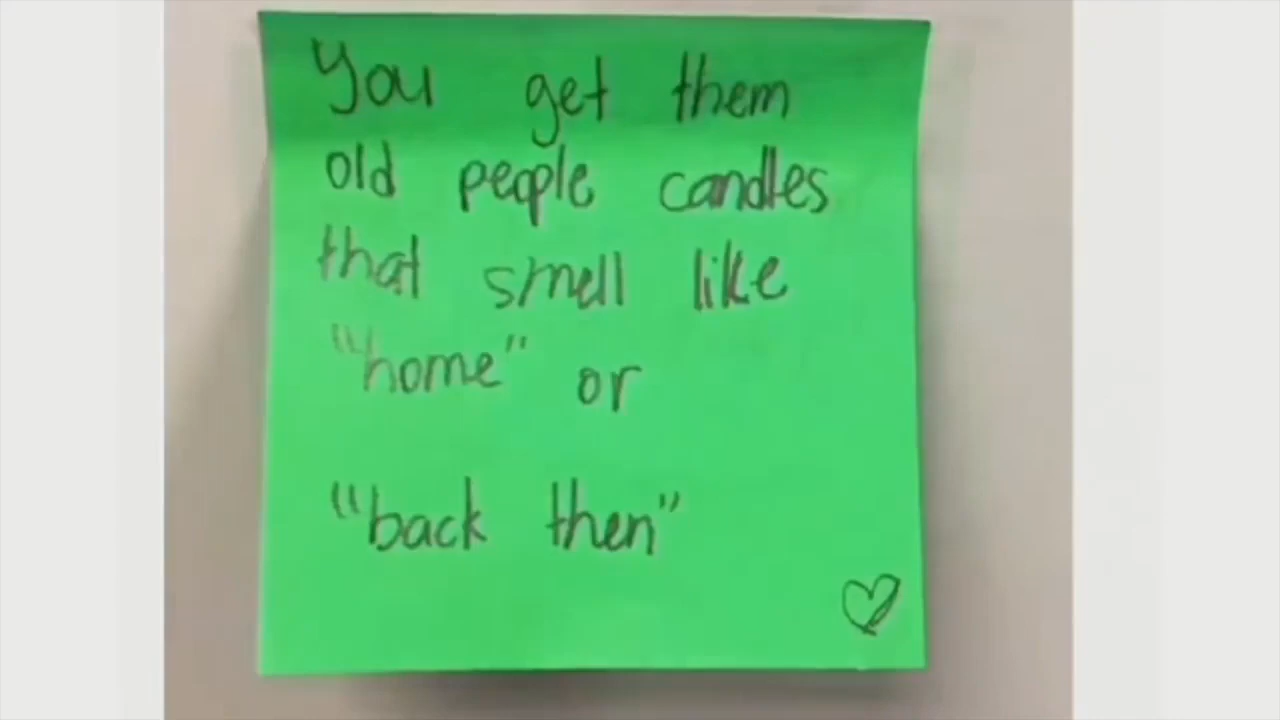 You get them
old people candles
that smell like
"home" or
"back then"